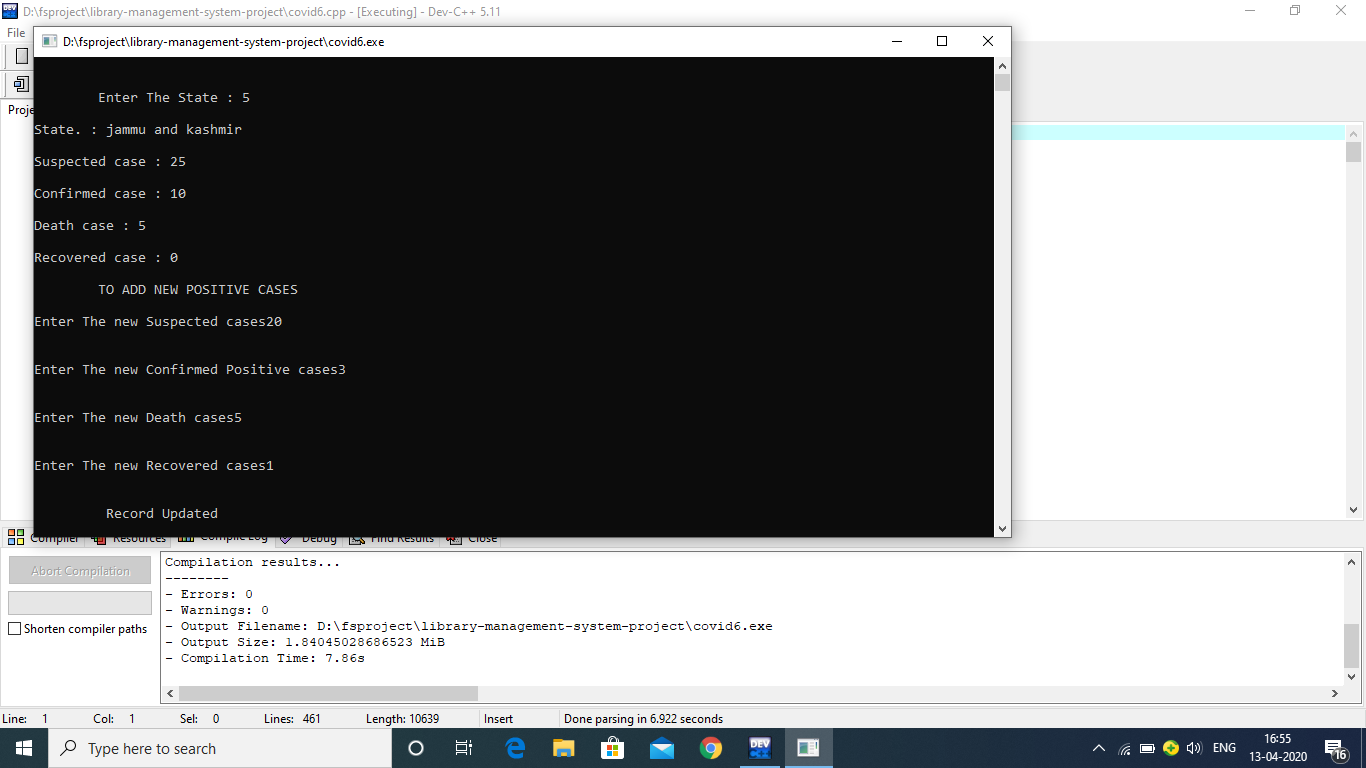 D:\fsproject\library-management-system-project\covid6.cpp - [Executing] - Dev-C++ 5.11
File
D:\fsproject\library-management-system-project\covid6.exe
Proje
Enter The State : 5
State. : jammu and kashmir
Suspected case : 25
Confirmed case : 10
Death case : 5
Recovered case : 0
TO ADD NEW POSITIVE CASES
Enter The new Suspected cases20
Enter The new Confirmed Positive cases3
Enter The new Death cases5
Enter The new Recovered cases1
Record Updated
Compiler Resources Compile Log Debug Find Results Close
Abort Compilation
Shorten compiler paths
Compilation results...
--------
- Errors: 0
- Warnings: 0
- Output Filename: D:\fsproject\library-management-system-project\covid6.exe
- Output Size: 1.84045028686523 MiB
- Compilation Time: 7.86s
Line: 1 Col: 1 Sel: 0 Lines: 461 Length: 10639 Insert Done parsing in 6.922 seconds
Type here to search
DEV
ENG
16:55
13-04-2020
16